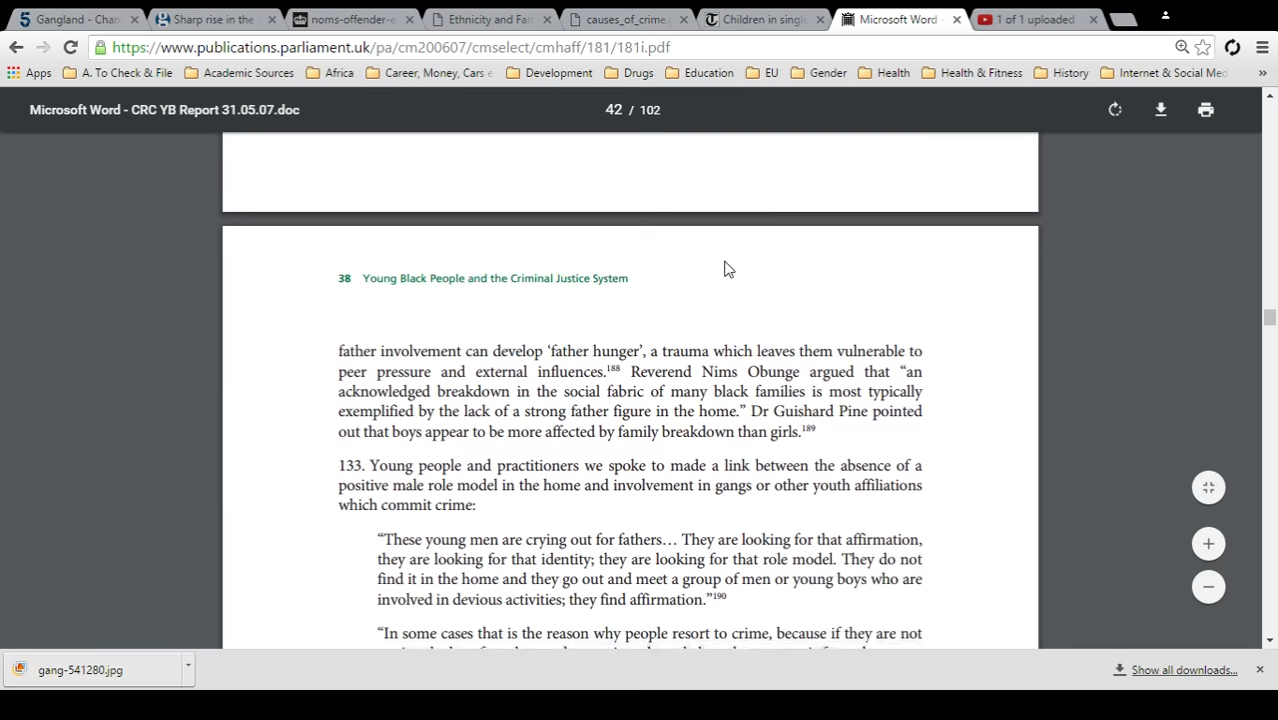 Gangland - Chan
Sharp rise in the
noms-offender-e
Ethnicity and Fan
causes_of_crime.
Children in single
Microsoft Word -
1 of 1 uploaded
https://www.publications.parliament.uk/pa/cm200607/cmselect/cmhaff/181/181i.pdf
Apps A. To Check & File Academic Sources Africa Career, Money, Cars e Development Drugs Education EU Gender Health Health & Fitness History Internet & Social Med »
Microsoft Word - CRC YB Report 31.05.07.doc
42 / 102
38 Young Black People and the Criminal Justice System
father involvement can develop ‘father hunger’, a trauma which leaves them vulnerable to
peer pressure and external influences.188 Reverend Nims Obunge argued that “an
acknowledged breakdown in the social fabric of many black families is most typically
exemplified by the lack of a strong father figure in the home.” Dr Guishard Pine pointed
out that boys appear to be more affected by family breakdown than girls.189
133. Young people and practitioners we spoke to made a link between the absence of a
positive male role model in the home and involvement in gangs or other youth affiliations
which commit crime:
“These young men are crying out for fathers… They are looking for that affirmation,
they are looking for that identity; they are looking for that role model. They do not
find it in the home and they go out and meet a group of men or young boys who are
involved in devious activities; they find affirmation.”190
“In some cases that is the reason why people resort to crime, because if they are not
gang-541280.jpg
Show all downloads...